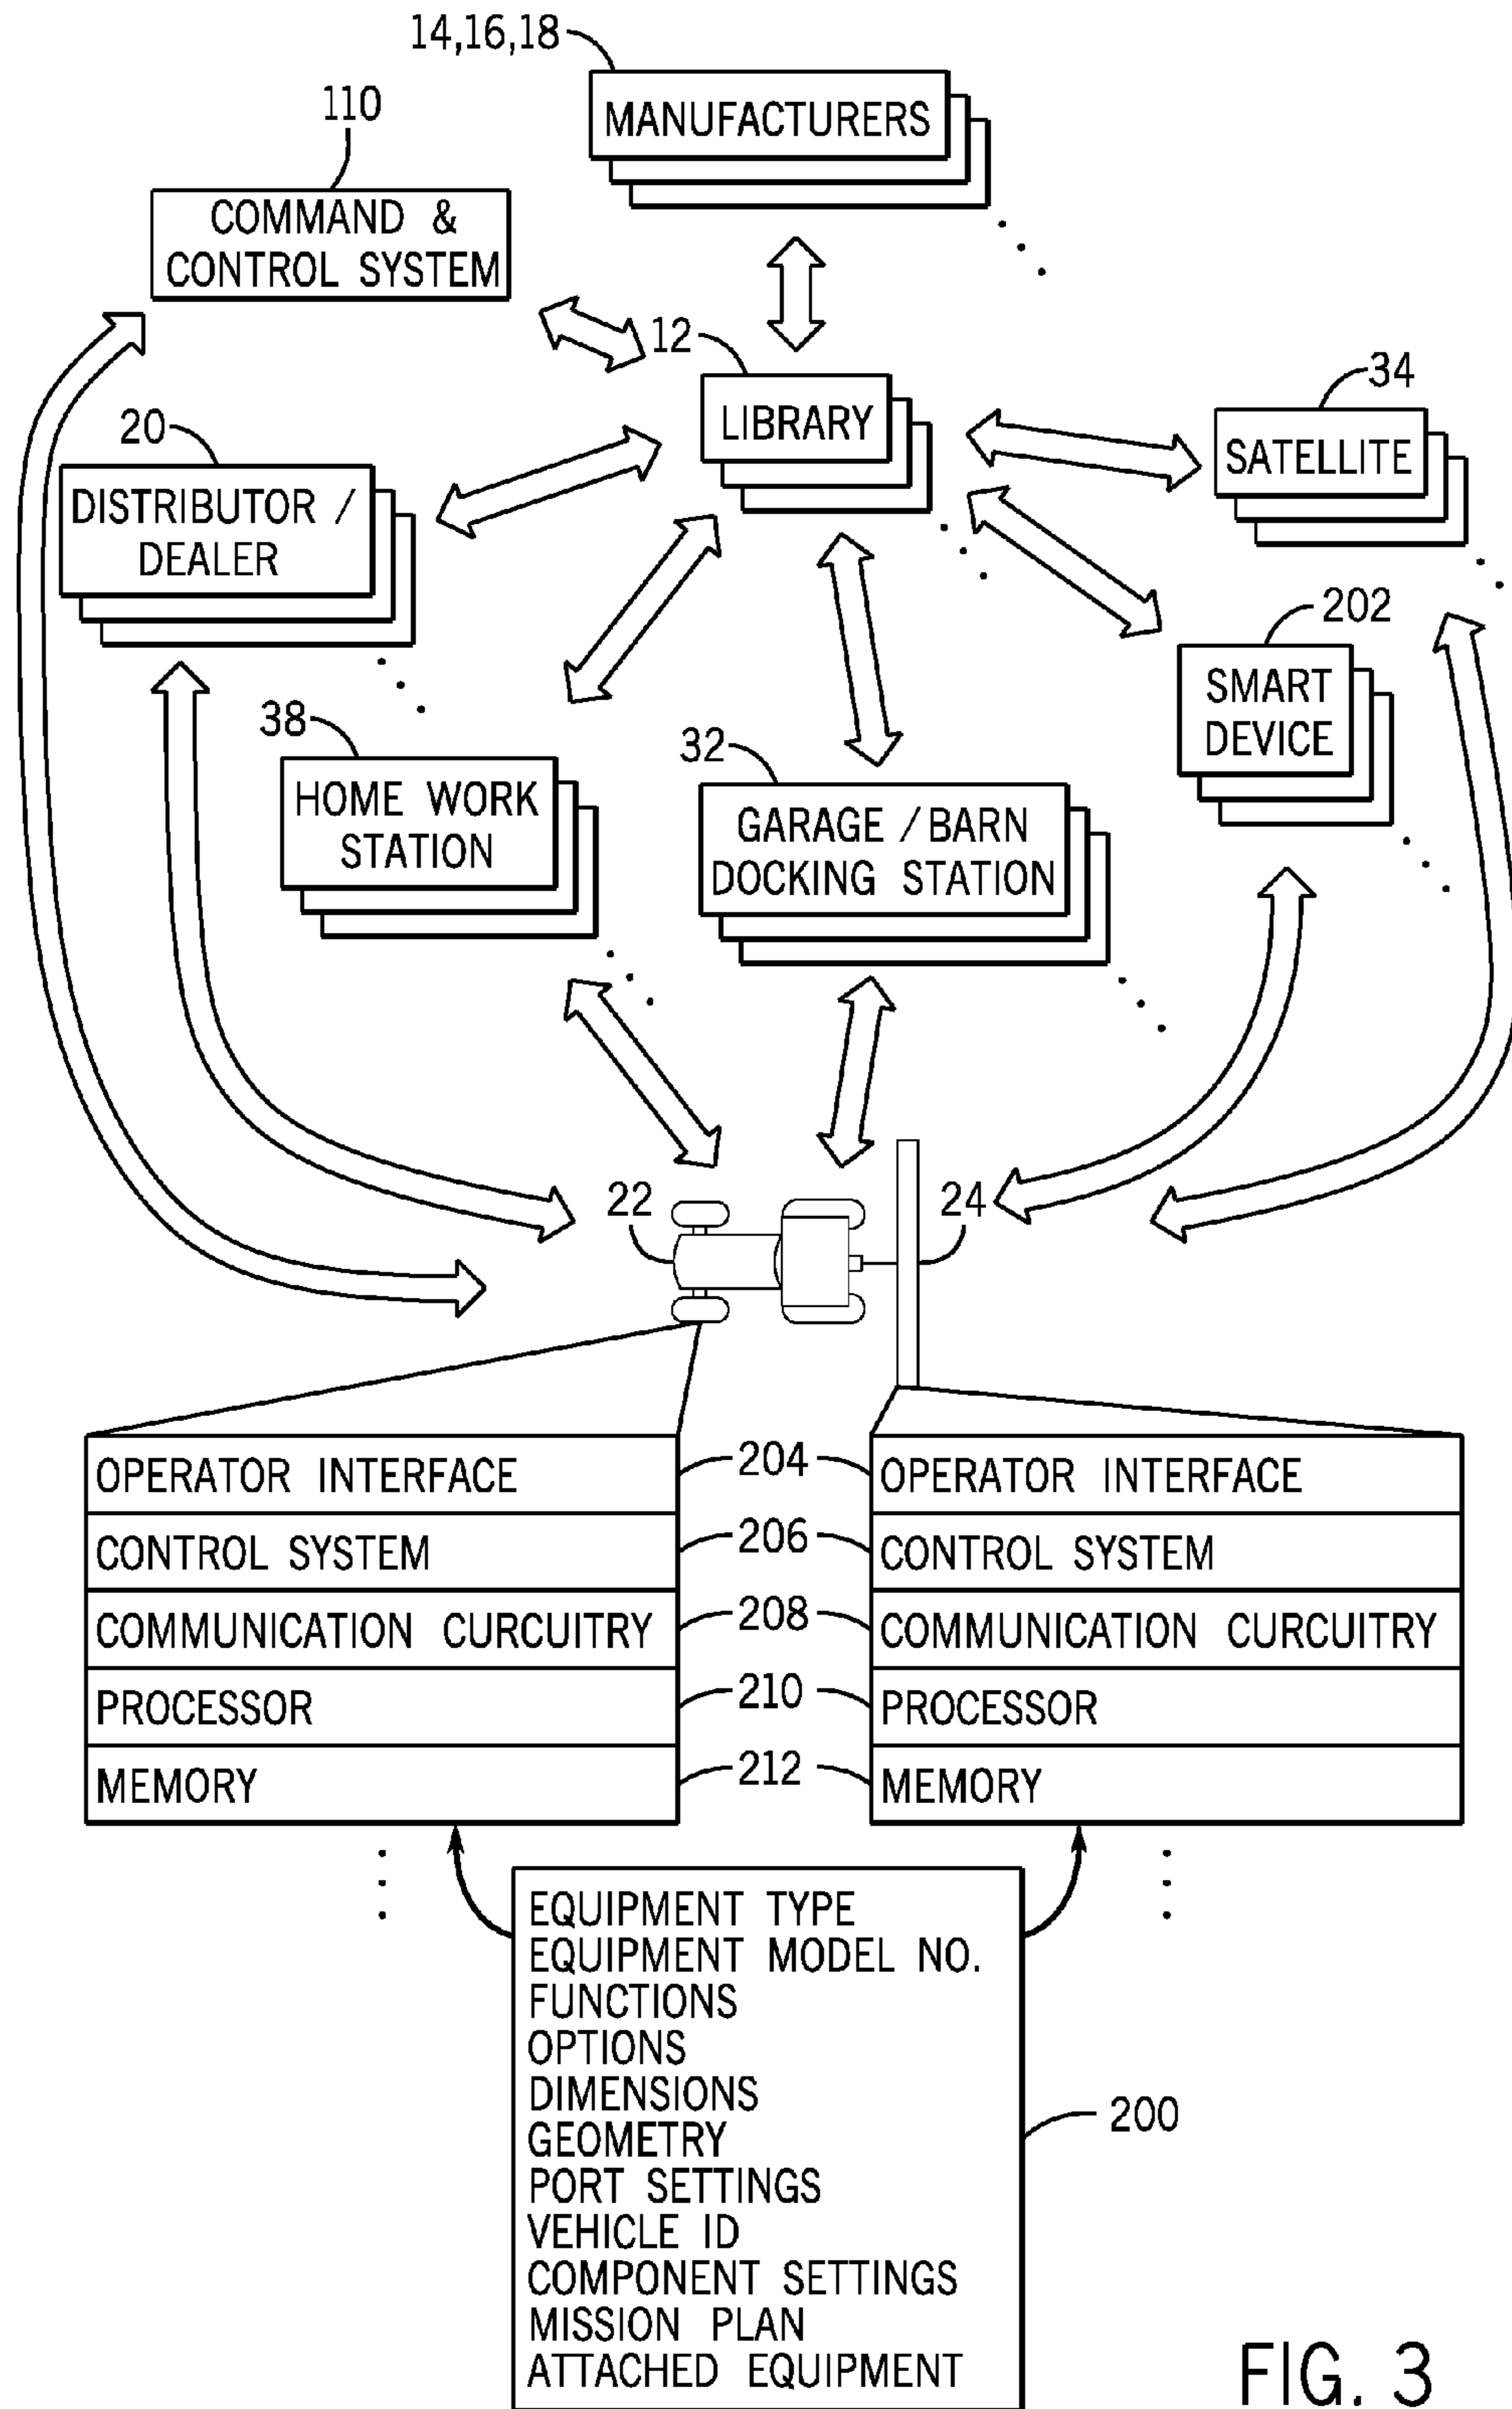 14,16,18
MANUFACTURERS
110
COMMAND &
CONTROL SYSTEM
12
LIBRARY
34
SATELLITE
20
DISTRIBUTOR /
DEALER
202
SMART
DEVICE
38
HOME WORK
STATION
32
GARAGE / BARN
DOCKING STATION
22
24
OPERATOR INTERFACE
204
OPERATOR INTERFACE
CONTROL SYSTEM
206
CONTROL SYSTEM
COMMUNICATION CURCUITRY
208
COMMUNICATION CURCUITRY
PROCESSOR
210
PROCESSOR
MEMORY
212
MEMORY
EQUIPMENT TYPE
EQUIPMENT MODEL NO.
FUNCTIONS
OPTIONS
DIMENSIONS
GEOMETRY
PORT SETTINGS
VEHICLE ID
COMPONENT SETTINGS
MISSION PLAN
ATTACHED EQUIPMENT
200
FIG. 3